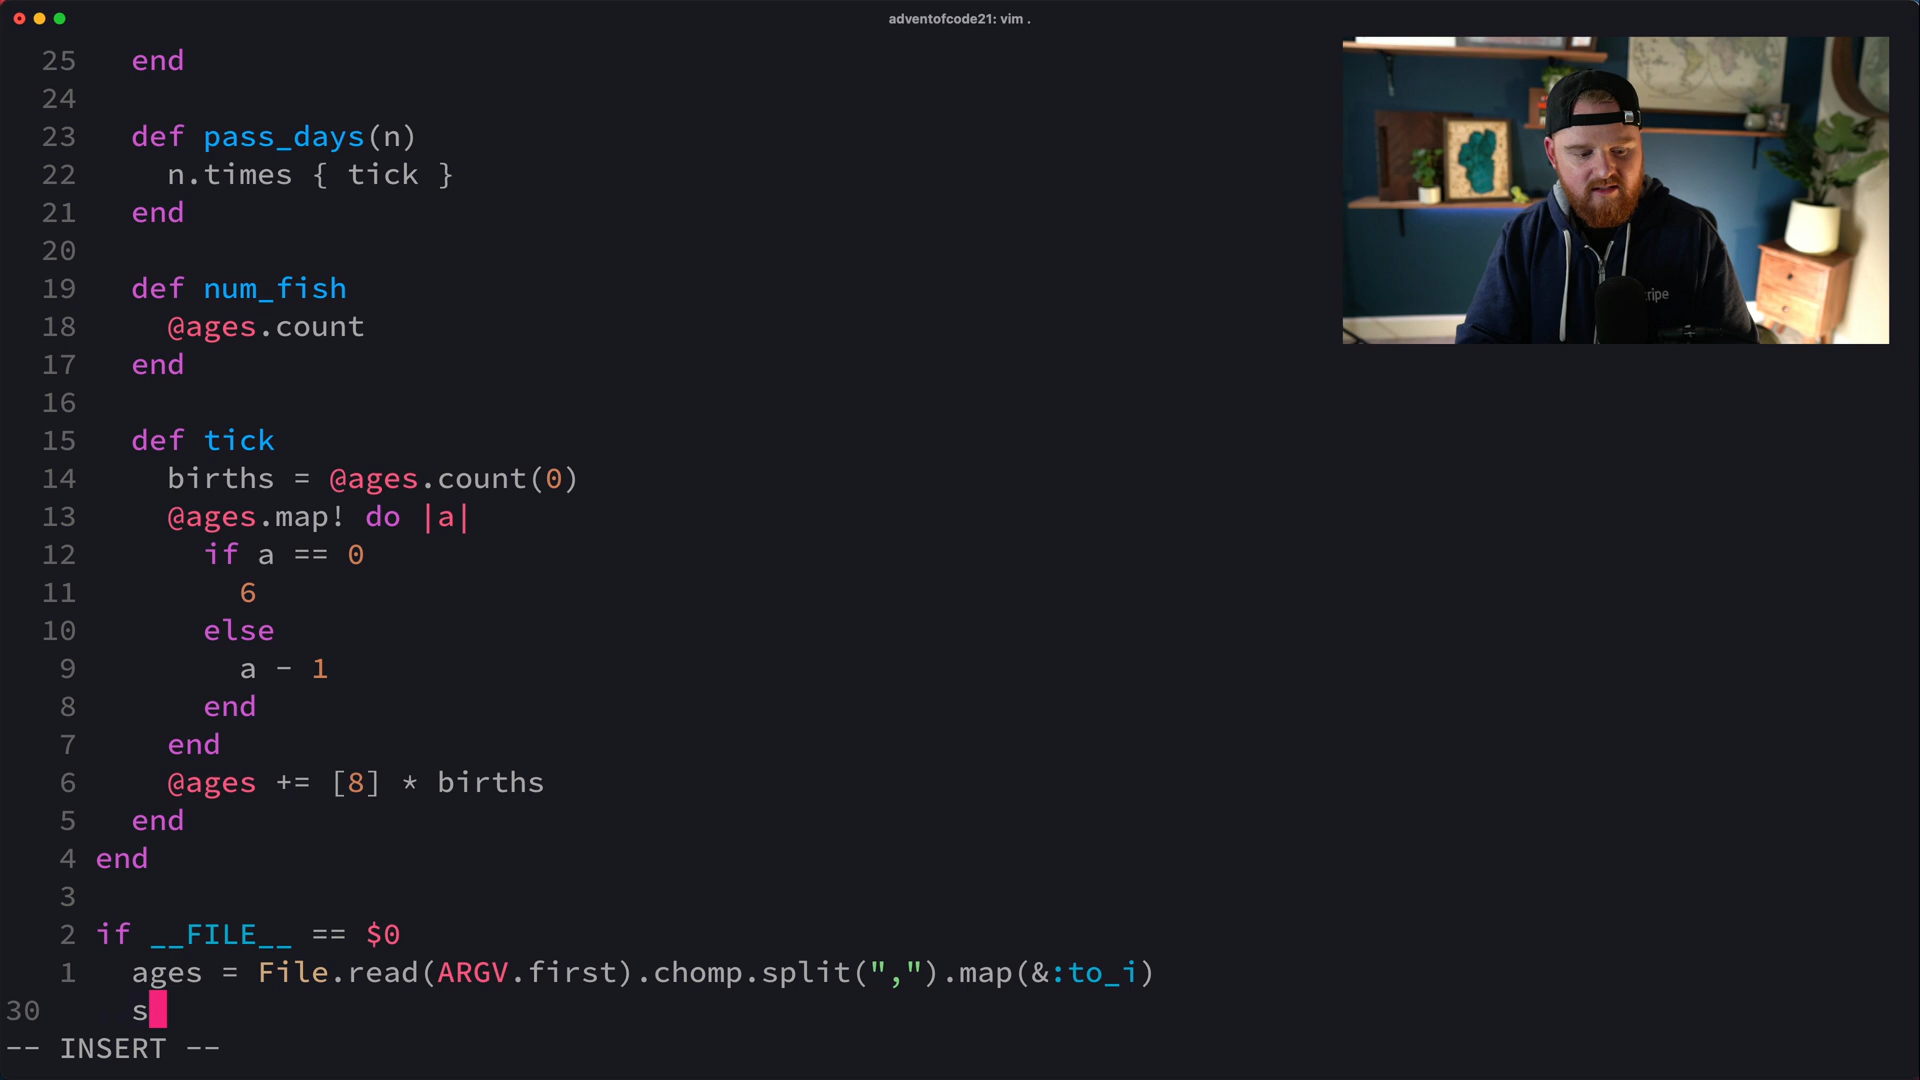 adventofcode21: vim .
25 end
24
23 def pass_days(n)
22 n.times { tick }
21 end
20
19 def num_fish
18 @ages.count
17 end
16
15 def tick
14 births = @ages.count(0)
13 @ages.map! do |a|
12 if a == 0
11 6
10 else
9 a - 1
8 end
7 end
6 @ages += [8] * births
5 end
4 end
3
2 if __FILE__ == $0
1 ages = File.read(ARGV.first).chomp.split(",").map(&:to_i)
30 s
-- INSERT --